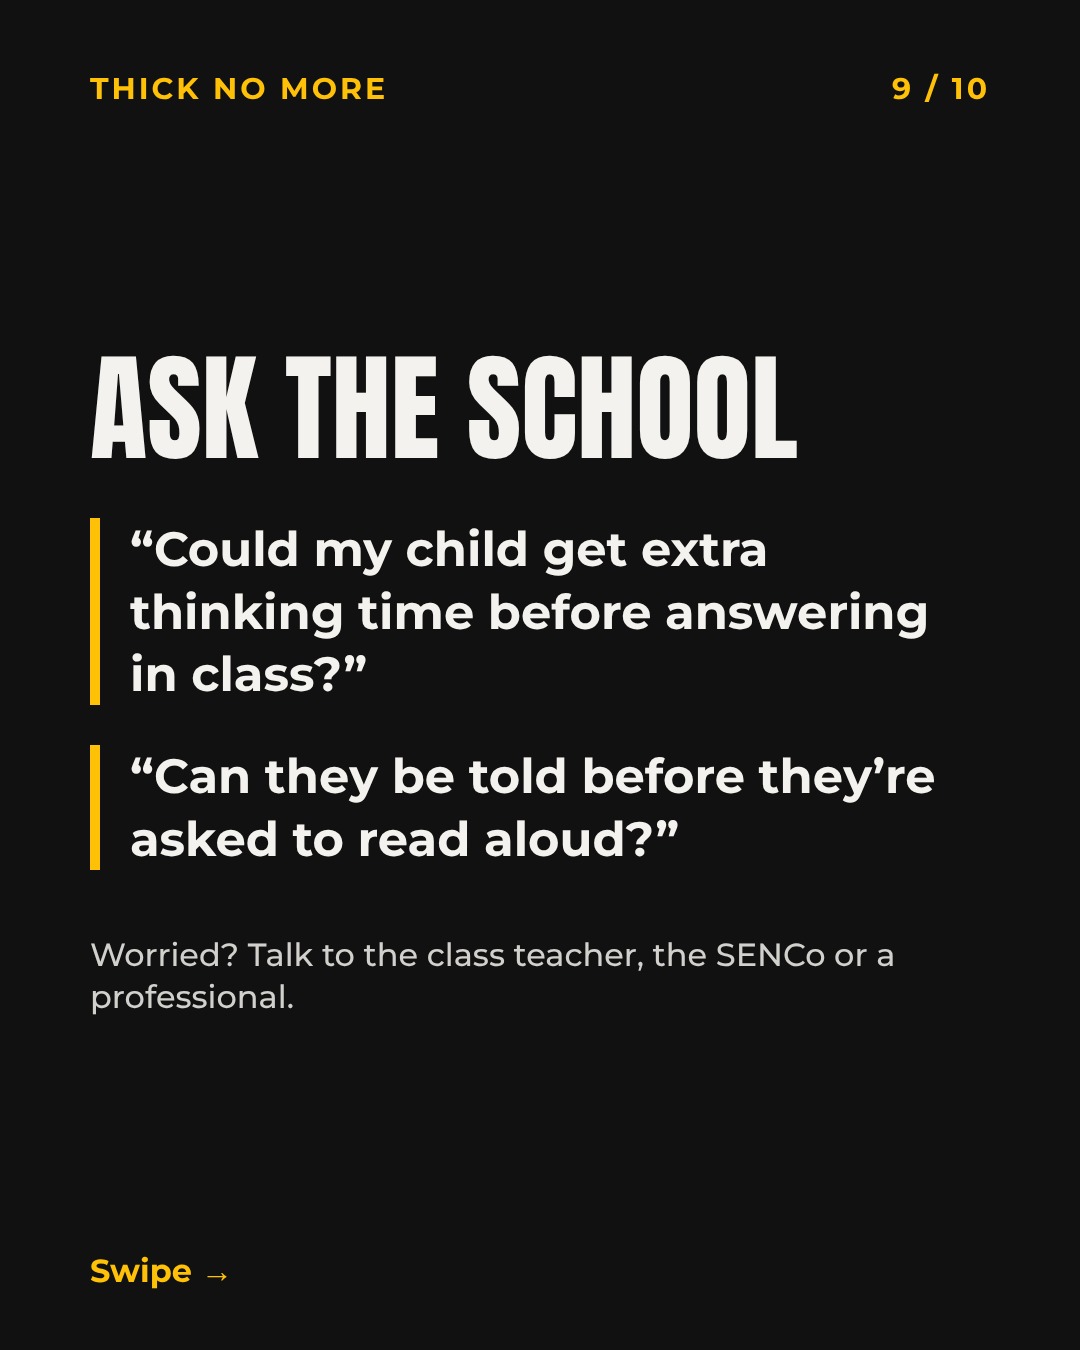 THICK NO MORE
9 / 10
ASK THE SCHOOL
“Could my child get extra
thinking time before answering
in class?”
“Can they be told before they’re
asked to read aloud?”
Worried? Talk to the class teacher, the SENCo or a
professional.
Swipe →